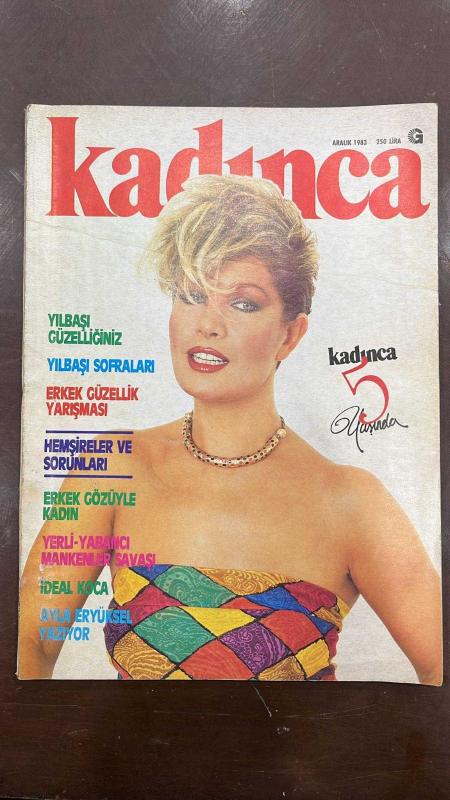 kadınca
ARALIK 1983 250 LİRA
G
YILBAŞI
GÜZELLİĞİNİZ
YILBAŞI SOFRALARI
ERKEK GÜZELLİK
YARIŞMASI
HEMŞİRELER VE
SORUNLARI
ERKEK GÖZÜYLE
KADIN
YERLİ-YABANCI
MANKENLER SAVAŞI
İDEAL KOCA
AYLA ERYÜKSEL
YAZIYOR
kadınca
5
Yaşında